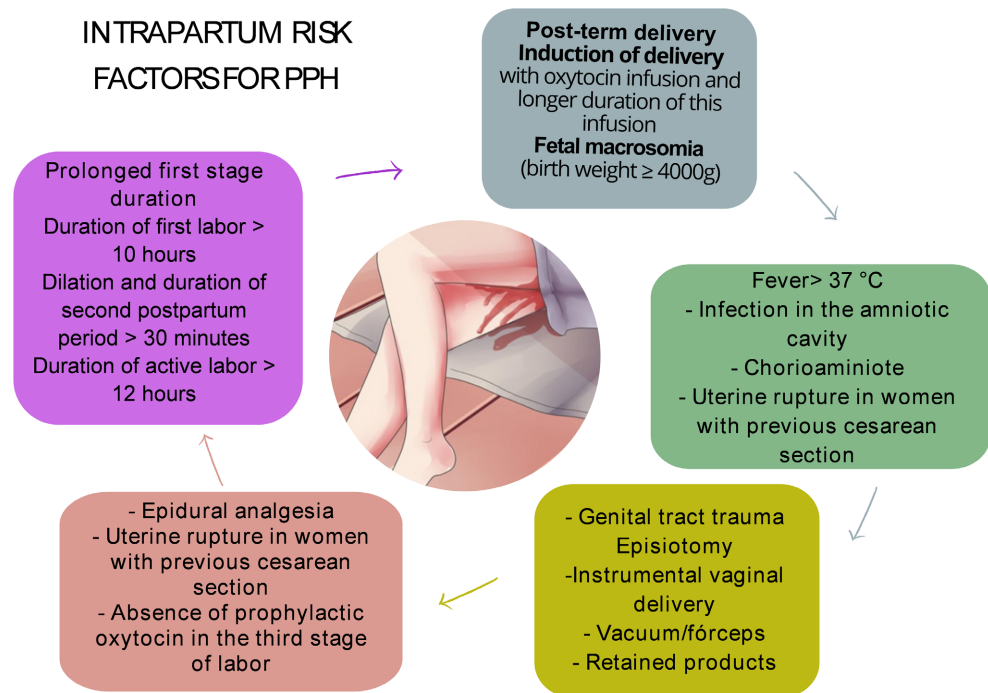 INTRAPARTUM RISK
FACTORS FOR PPH
Post-term delivery
Induction of delivery
with oxytocin infusion and
longer duration of this
infusion
Fetal macrosomia
(birth weight ≥ 4000g)
Fever> 37 °C
- Infection in the amniotic
cavity
- Chorioaminiote
- Uterine rupture in women
with previous cesarean
section
- Genital tract trauma
Episiotomy
-Instrumental vaginal
delivery
- Vacuum/fórceps
- Retained products
- Epidural analgesia
- Uterine rupture in women
with previous cesarean
section
- Absence of prophylactic
oxytocin in the third stage
of labor
Prolonged first stage
duration
Duration of first labor >
10 hours
Dilation and duration of
second postpartum
period > 30 minutes
Duration of active labor >
12 hours